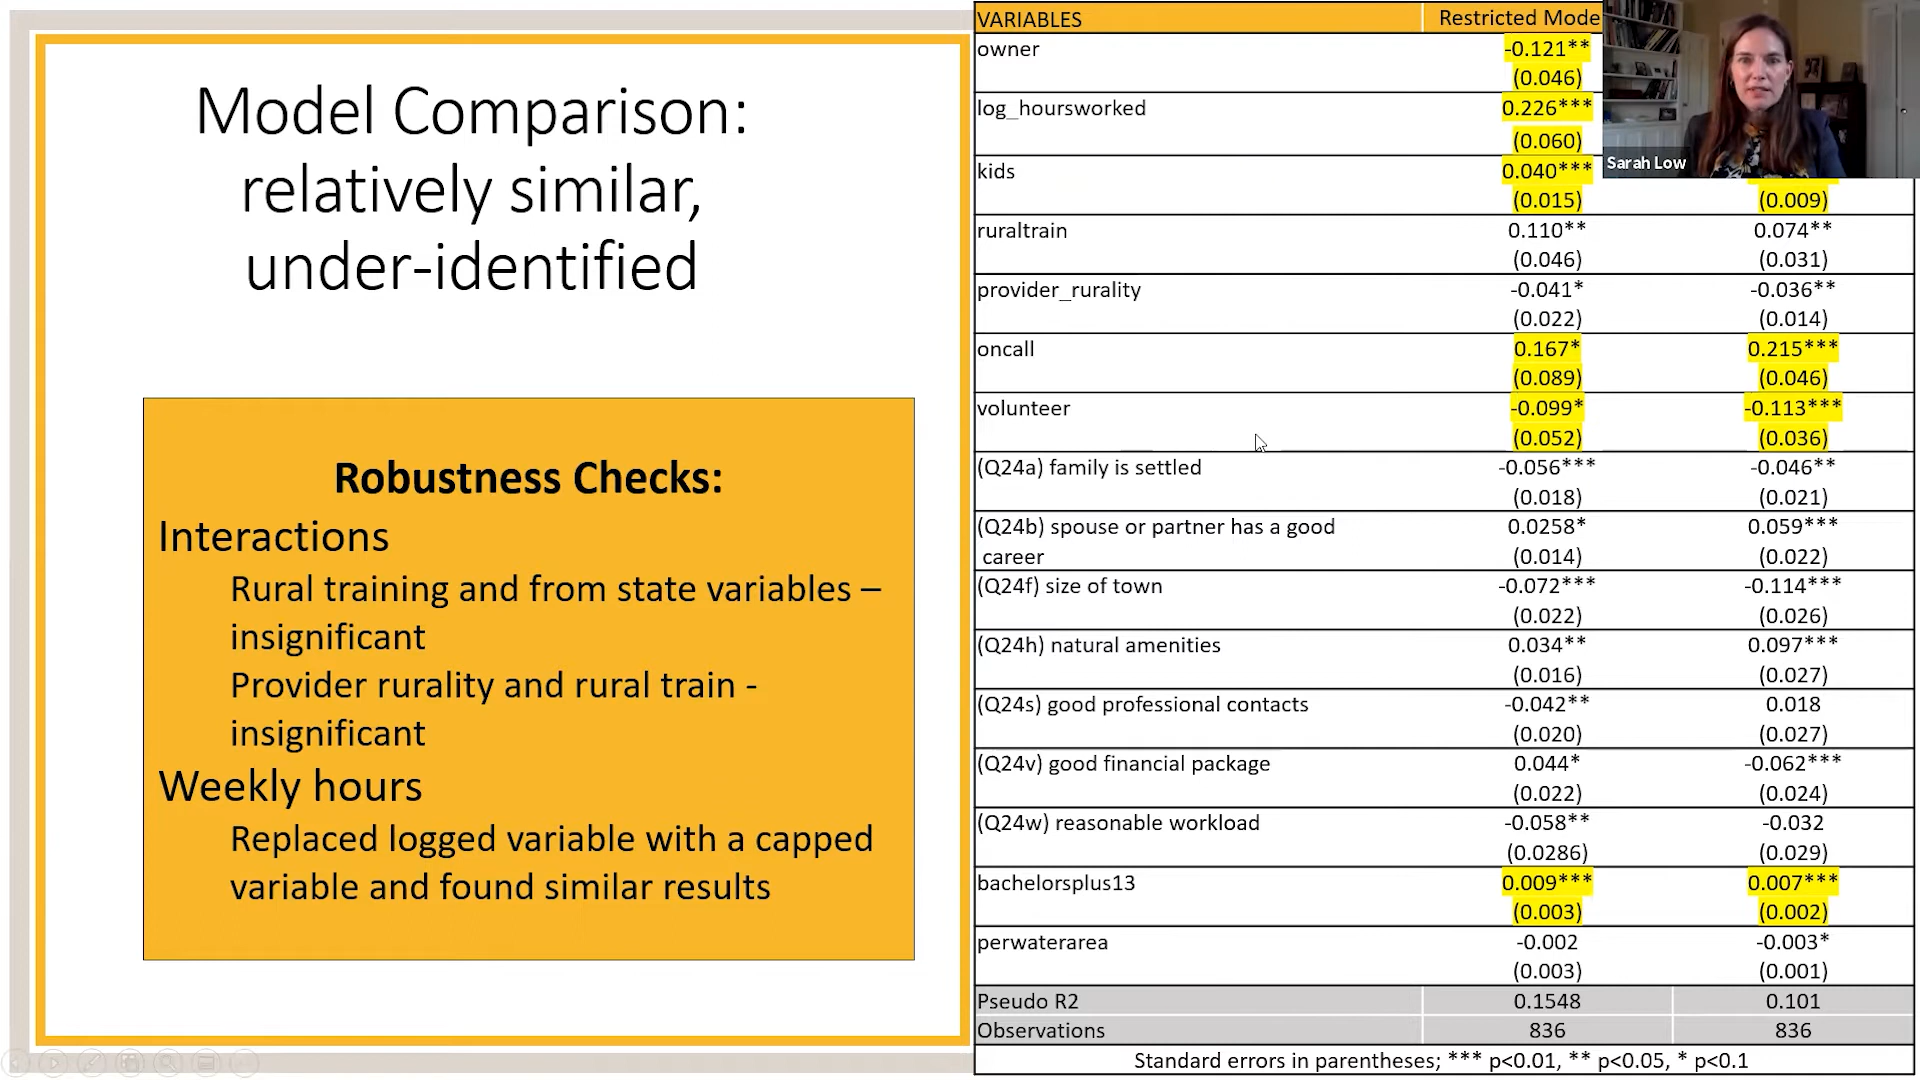 Model Comparison:
relatively similar,
under-identified
Robustness Checks:
Interactions
Rural training and from state variables –
insignificant
Provider rurality and rural train -
insignificant
Weekly hours
Replaced logged variable with a capped
variable and found similar results
VARIABLES Restricted Mode
owner -0.121**
(0.046)
log_hoursworked 0.226***
(0.060)
kids 0.040***
(0.015) (0.009)
ruraltrain 0.110** 0.074**
(0.046) (0.031)
provider_rurality -0.041* -0.036**
(0.022) (0.014)
oncall 0.167* 0.215***
(0.089) (0.046)
volunteer -0.099* -0.113***
(0.052) (0.036)
(Q24a) family is settled -0.056*** -0.046**
(0.018) (0.021)
(Q24b) spouse or partner has a good 0.0258* 0.059***
career (0.014) (0.022)
(Q24f) size of town -0.072*** -0.114***
(0.022) (0.026)
(Q24h) natural amenities 0.034** 0.097***
(0.016) (0.027)
(Q24s) good professional contacts -0.042** 0.018
(0.020) (0.027)
(Q24v) good financial package 0.044* -0.062***
(0.022) (0.024)
(Q24w) reasonable workload -0.058** -0.032
(0.0286) (0.029)
bachelorsplus13 0.009*** 0.007***
(0.003) (0.002)
perwaterarea -0.002 -0.003*
(0.003) (0.001)
Pseudo R2 0.1548 0.101
Observations 836 836
Standard errors in parentheses; *** p<0.01, ** p<0.05, * p<0.1
Sarah Low